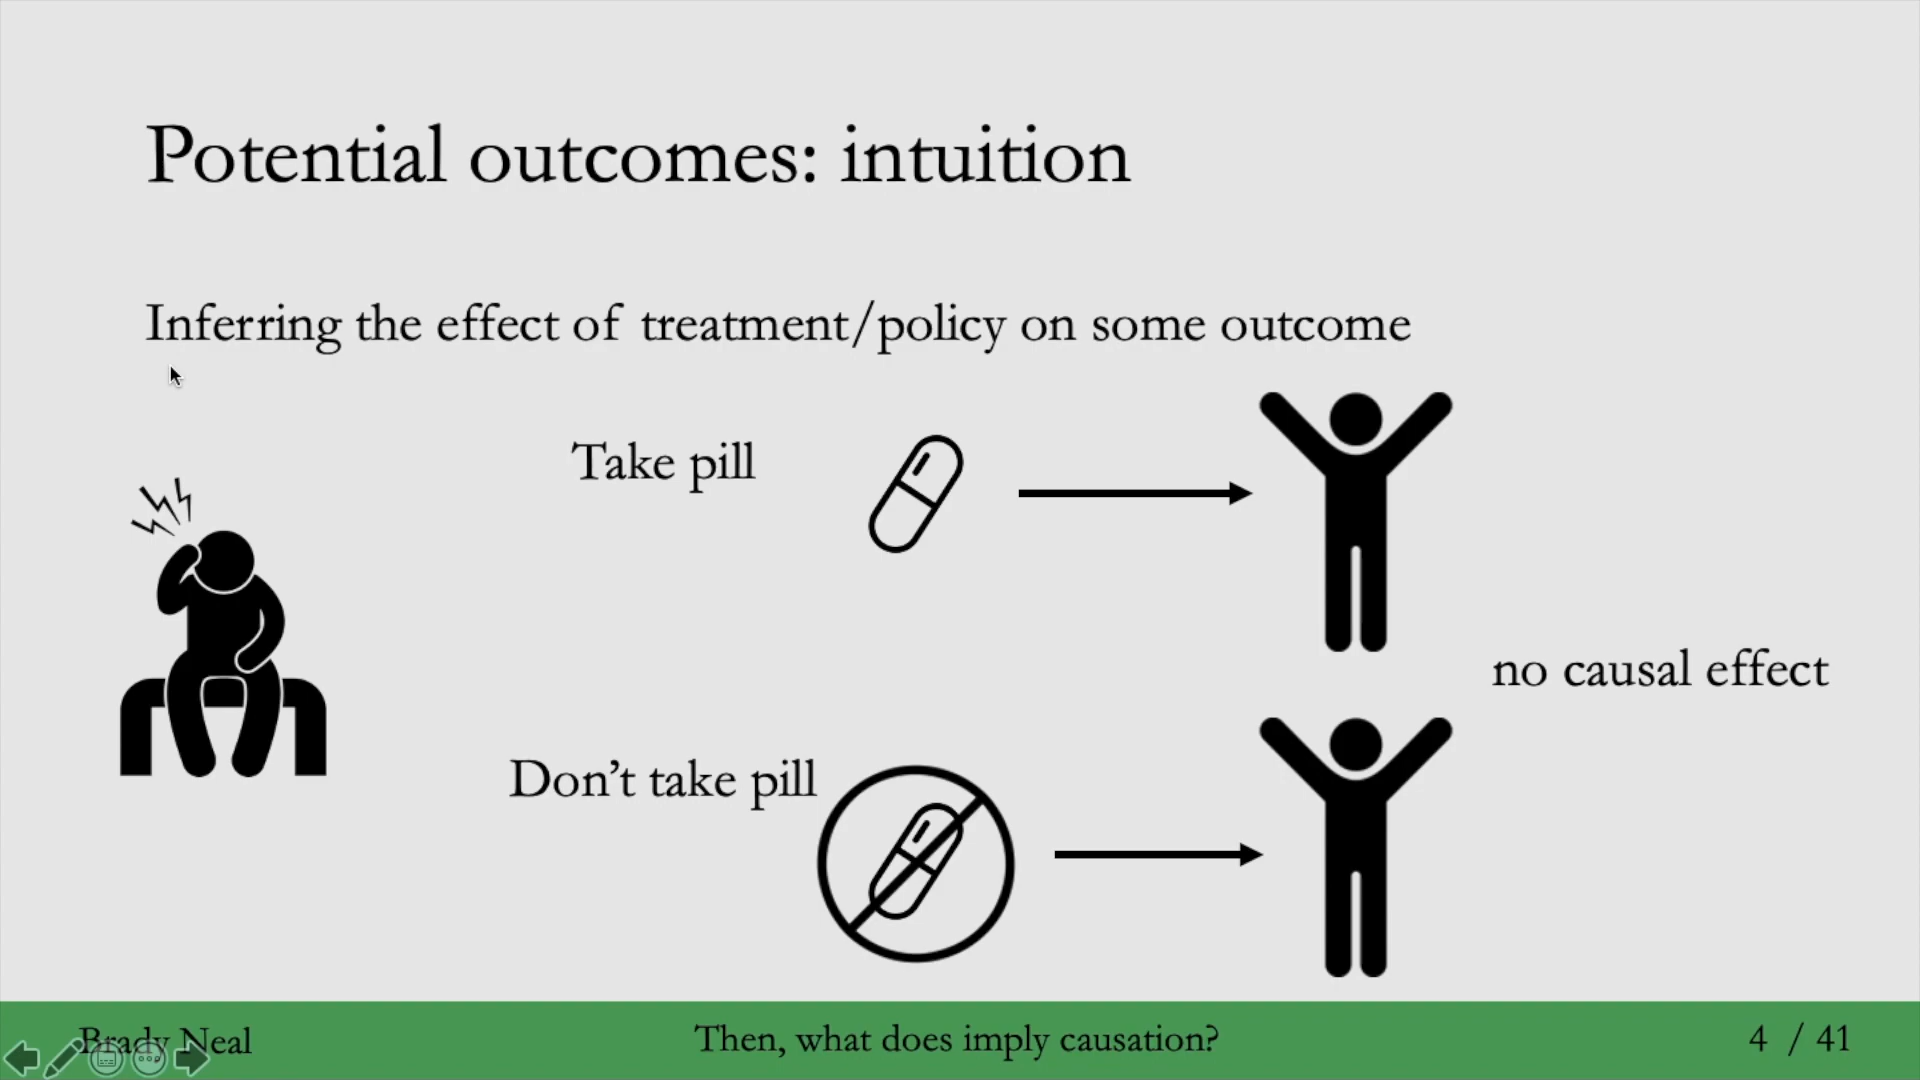 Potential outcomes: intuition
Inferring the effect of treatment/policy on some outcome
Take pill
no causal effect
Don’t take pill
Brady Neal
Then, what does imply causation?
4 / 41